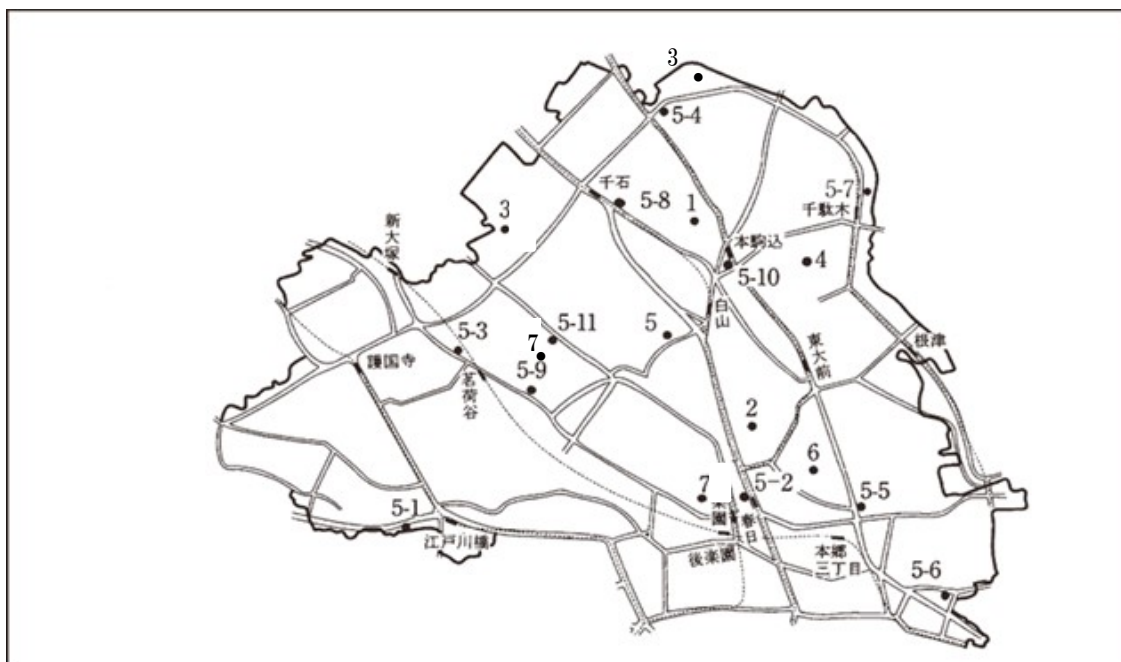 3
5-4
千石
5-8
1
5-7
千駄木
3
新大塚
本駒込
4
5-10
白山
5-3
5-11
5
7
5-9
東大前
根津
護国寺
茗荷谷
2
6
7
5-2
5-5
楽園
春日
5-1
江戸川橋
後楽園
本郷
三丁目
5-6